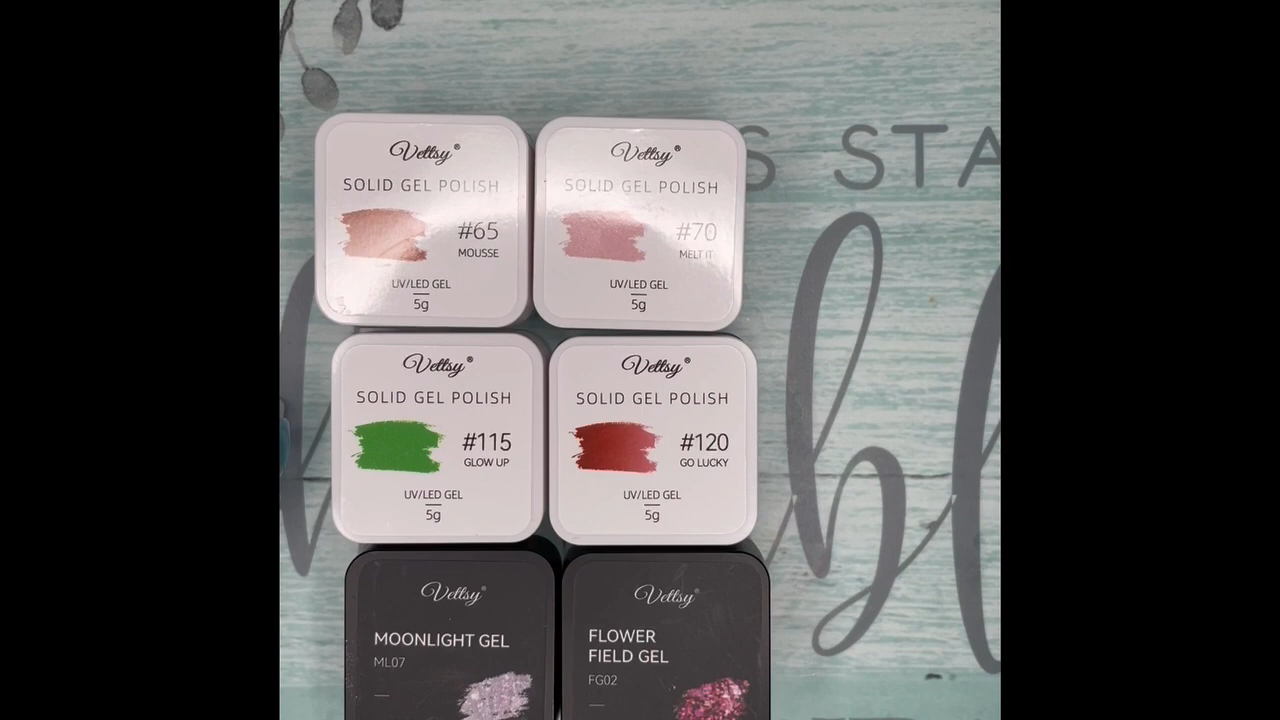 Vettsy®
SOLID GEL POLISH
#65
MOUSSE
UV/LED GEL
5g
Vettsy®
SOLID GEL POLISH
#70
MELT IT
UV/LED GEL
5g
S STA
Vettsy®
SOLID GEL POLISH
#115
GLOW UP
UV/LED GEL
5g
Vettsy®
SOLID GEL POLISH
#120
GO LUCKY
UV/LED GEL
5g
Vettsy®
MOONLIGHT GEL
ML07
Vettsy®
FLOWER
FIELD GEL
FG02